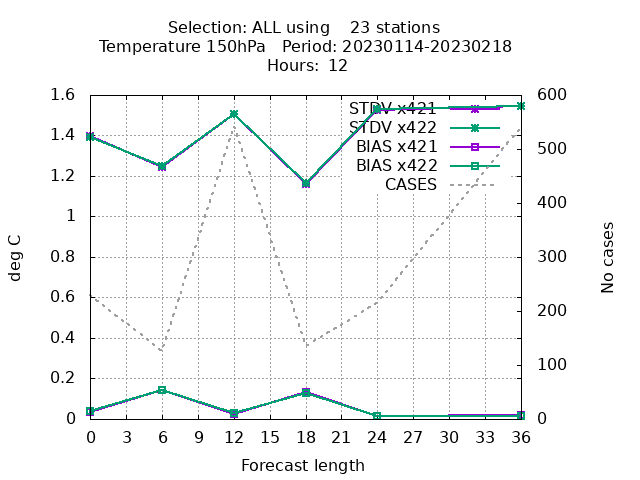 Selection: ALL using 23 stations
Temperature 150hPa Period: 20230114-20230218
Hours: 12
STDV x421
STDV x422
BIAS x421
BIAS x422
CASES
1.6
1.4
1.2
1
0.8
0.6
0.4
0.2
0
deg C
600
500
400
300
200
100
0
No cases
0 3 6 9 12 15 18 21 24 27 30 33 36
Forecast length